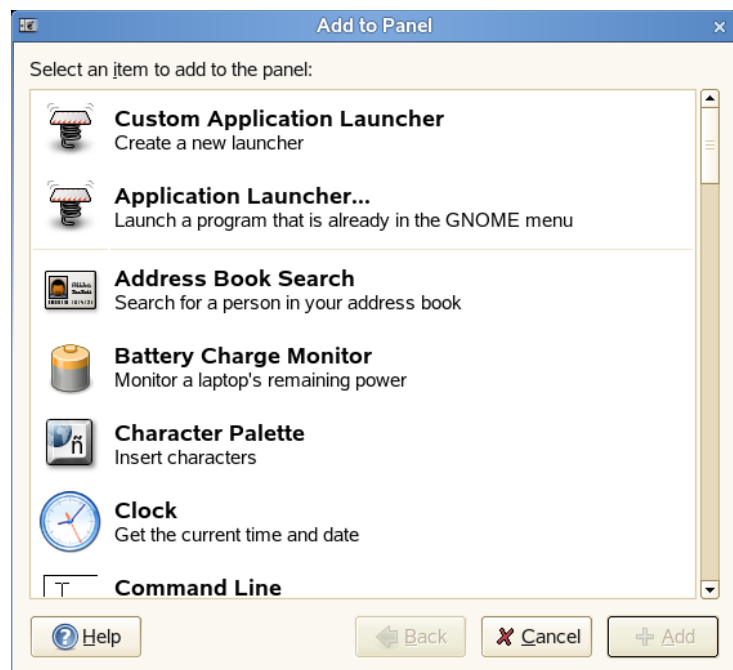 Add to Panel
Select an item to add to the panel:
Custom Application Launcher
Create a new launcher
Application Launcher...
Launch a program that is already in the GNOME menu
Address Book Search
Search for a person in your address book
Battery Charge Monitor
Monitor a laptop's remaining power
ñ
Character Palette
Insert characters
Clock
Get the current time and date
Command Line
Help
Back
Cancel
Add